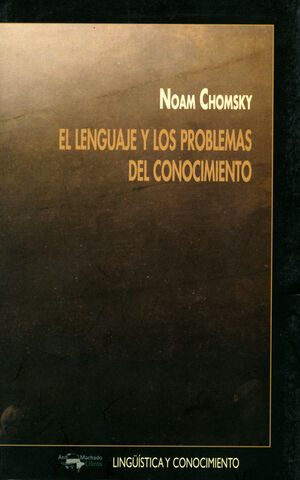 NOAM CHOMSKY
EL LENGUAJE Y LOS PROBLEMAS
DEL CONOCIMIENTO
Machado
Libros
LINGÜÍSTICA Y CONOCIMIENTO